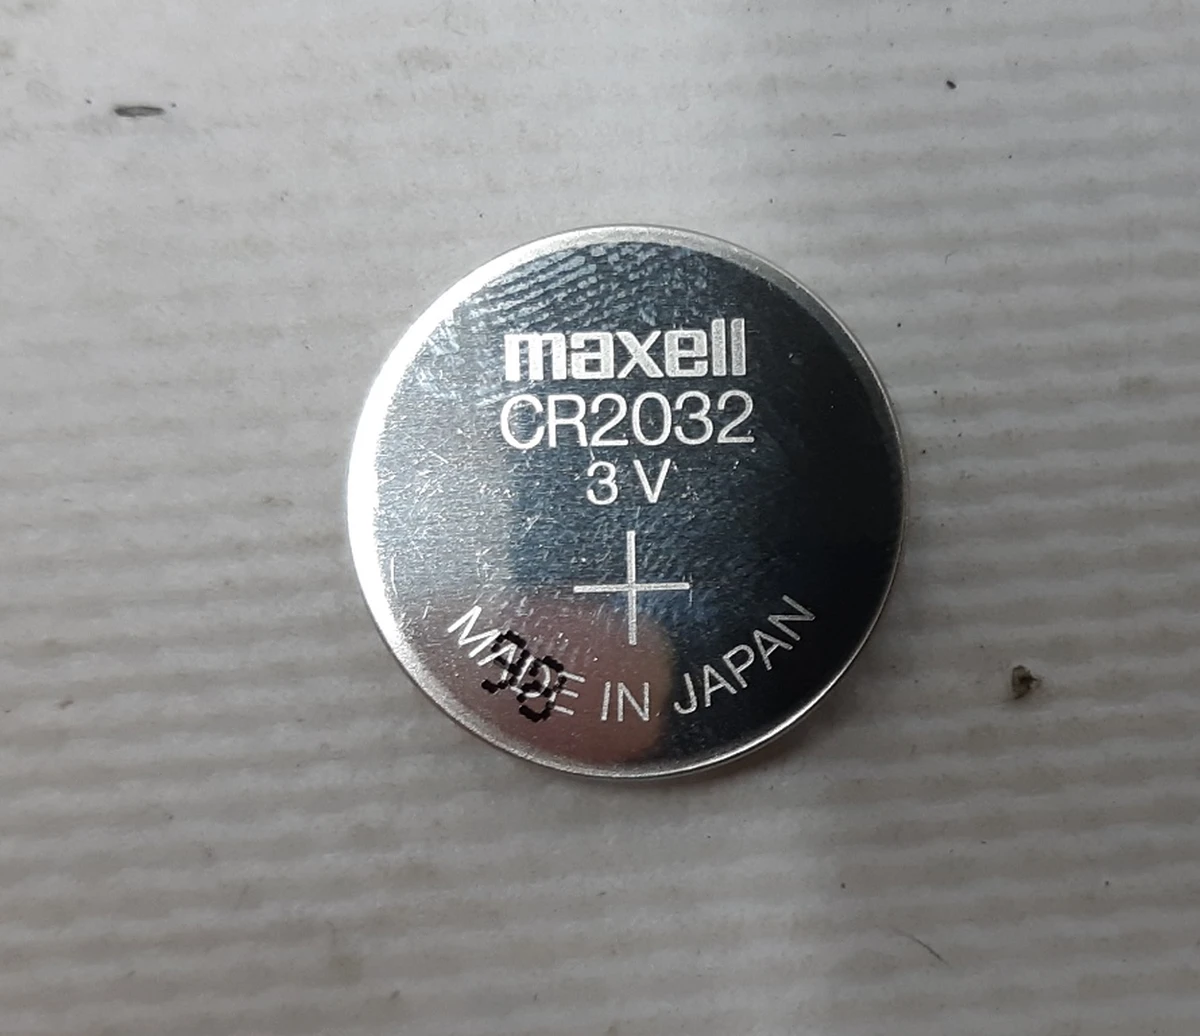 maxell
CR2032
3 V
+
MADE IN JAPAN